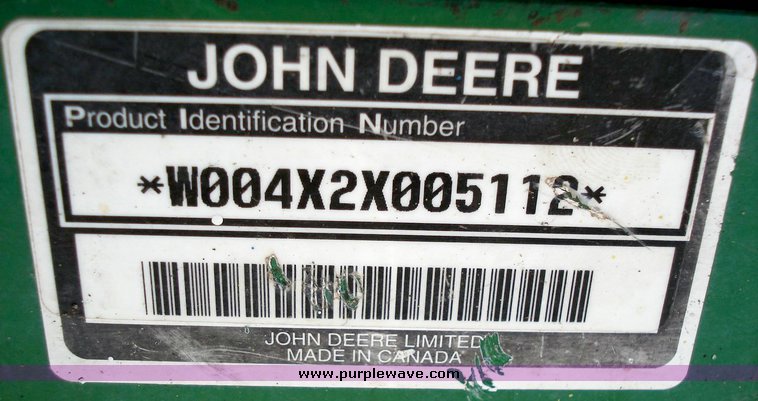 JOHN DEERE
Product Identification Number
*W004X2X005112*
JOHN DEERE LIMITED
MADE IN CANADA
www.purplewave.com